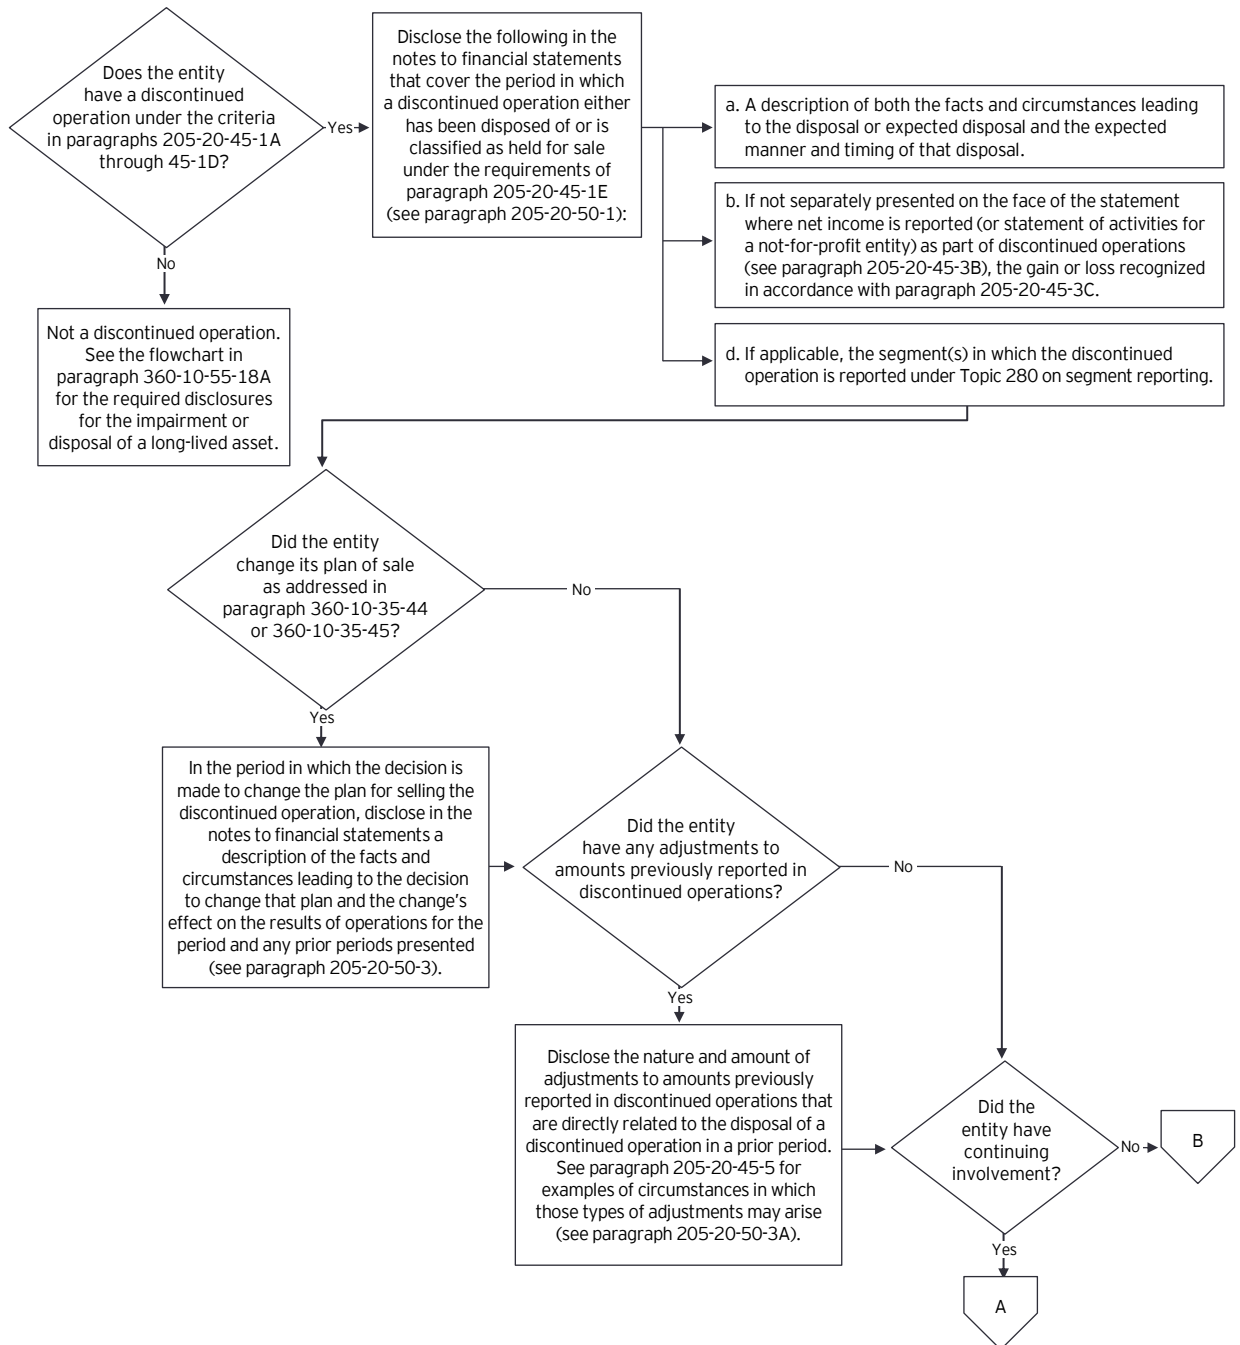 Does the entity
have a discontinued
operation under the criteria
in paragraphs 205-20-45-1A
through 45-1D?
Yes
Disclose the following in the
notes to financial statements
that cover the period in which
a discontinued operation either
has been disposed of or is
classified as held for sale
under the requirements of
paragraph 205-20-45-1E
(see paragraph 205-20-50-1):
a. A description of both the facts and circumstances leading
to the disposal or expected disposal and the expected
manner and timing of that disposal.
b. If not separately presented on the face of the statement
where net income is reported (or statement of activities for
a not-for-profit entity) as part of discontinued operations
(see paragraph 205-20-45-3B), the gain or loss recognized
in accordance with paragraph 205-20-45-3C.
d. If applicable, the segment(s) in which the discontinued
operation is reported under Topic 280 on segment reporting.
No
Not a discontinued operation.
See the flowchart in
paragraph 360-10-55-18A
for the required disclosures
for the impairment or
disposal of a long-lived asset.
Did the entity
change its plan of sale
as addressed in
paragraph 360-10-35-44
or 360-10-35-45?
No
Yes
In the period in which the decision is
made to change the plan for selling the
discontinued operation, disclose in the
notes to financial statements a
description of the facts and
circumstances leading to the decision
to change that plan and the change's
effect on the results of operations for the
period and any prior periods presented
(see paragraph 205-20-50-3).
Did the entity
have any adjustments to
amounts previously reported in
discontinued operations?
No
Yes
Disclose the nature and amount of
adjustments to amounts previously
reported in discontinued operations that
are directly related to the disposal of a
discontinued operation in a prior period.
See paragraph 205-20-45-5 for
examples of circumstances in which
those types of adjustments may arise
(see paragraph 205-20-50-3A).
Did the
entity have
continuing
involvement?
No
B
Yes
A